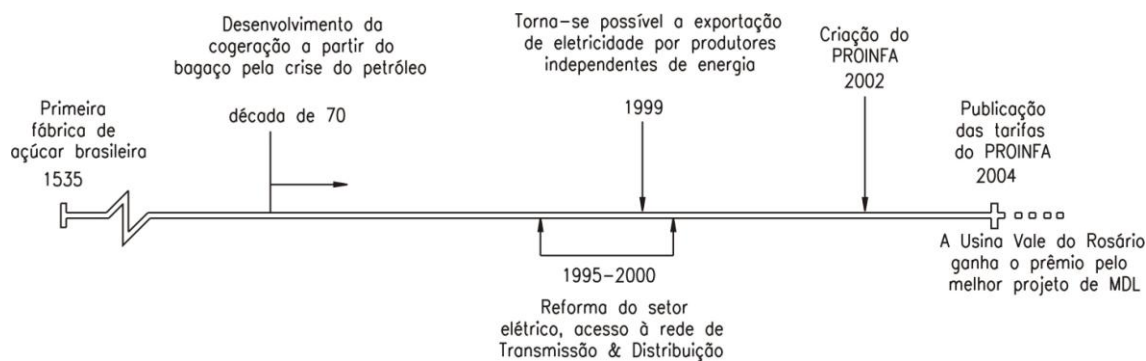 Primeira
fábrica de
açúcar brasileira
1535
Desenvolvimento da
cogeração a partir do
bagaço pela crise do petróleo
década de 70
Torna-se possível a exportação
de eletricidade por produtores
independentes de energia
1999
Criação do
PROINFA
2002
Publicação
das tarifas
do PROINFA
2004
A Usina Vale do Rosário
ganha o prêmio pelo
melhor projeto de MDL
1995-2000
Reforma do setor
elétrico, acesso à rede de
Transmissão & Distribuição